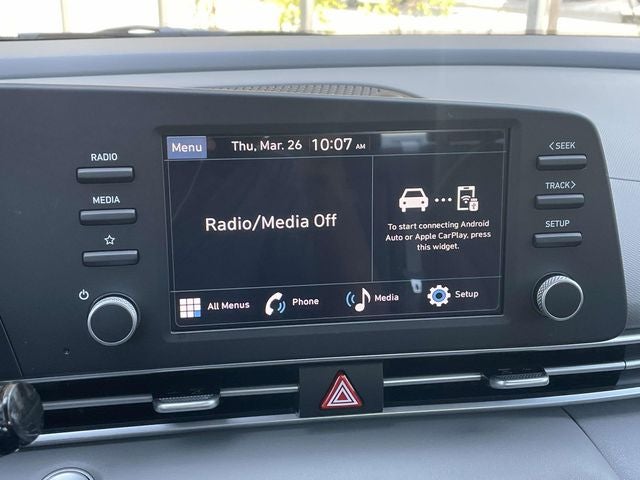 Menu Thu, Mar. 26 10:07 AM
RADIO
MEDIA
Radio/Media Off
To start connecting Android
Auto or Apple CarPlay, press
this widget.
All Menus Phone Media Setup
<SEEK
TRACK>
SETUP